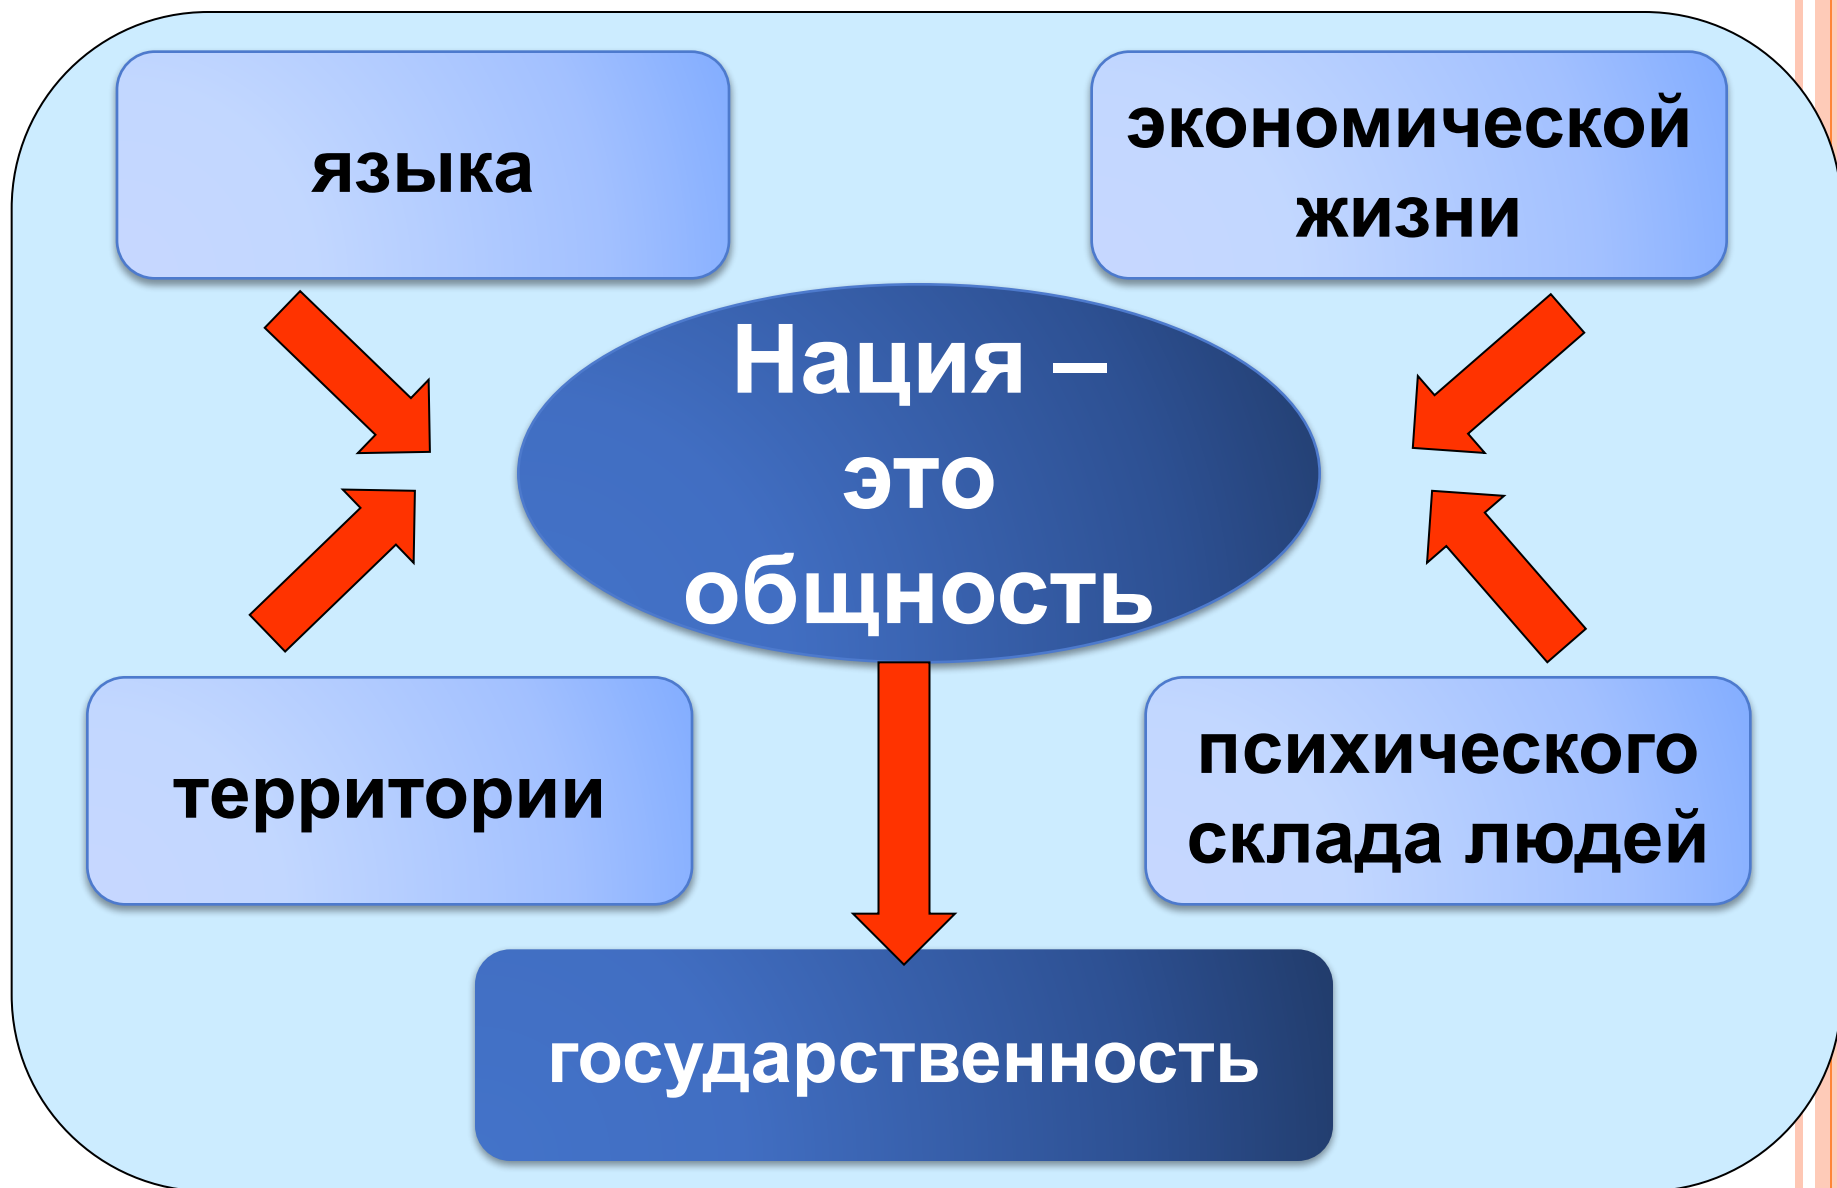 языка
экономической
жизни
Нация –
это
общность
территории
психического
склада людей
государственность